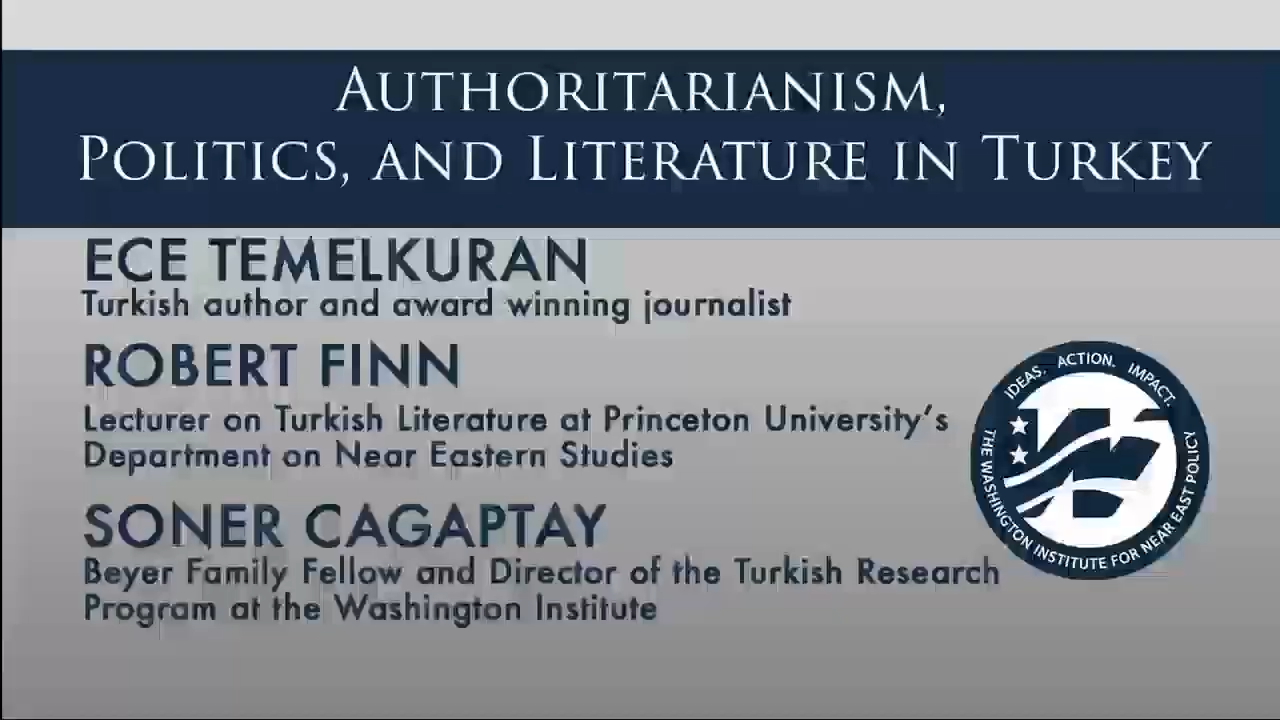 AUTHORITARIANISM,
POLITICS, AND LITERATURE IN TURKEY
ECE TEMELKURAN
Turkish author and award winning journalist
ROBERT FINN
Lecturer on Turkish Literature at Princeton University's
Department on Near Eastern Studies
SONER CAGAPTAY
Beyer Family Fellow and Director of the Turkish Research
Program at the Washington Institute
IDEAS. ACTION. IMPACT.
THE WASHINGTON INSTITUTE FOR NEAR EAST POLICY